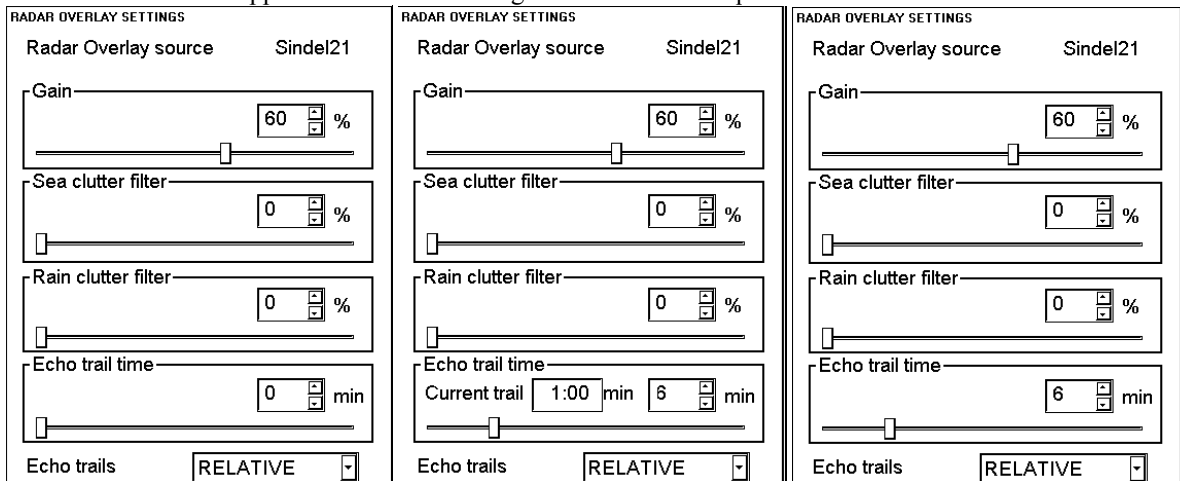 RADAR OVERLAY SETTINGS
Radar Overlay source Sindel21
Gain
60 %
Sea clutter filter
0 %
Rain clutter filter
0 %
Echo trail time
0 min
Echo trails RELATIVE
RADAR OVERLAY SETTINGS
Radar Overlay source Sindel21
Gain
60 %
Sea clutter filter
0 %
Rain clutter filter
0 %
Echo trail time
Current trail 1:00 min 6 min
Echo trails RELATIVE
RADAR OVERLAY SETTINGS
Radar Overlay source Sindel21
Gain
60 %
Sea clutter filter
0 %
Rain clutter filter
0 %
Echo trail time
6 min
Echo trails RELATIVE